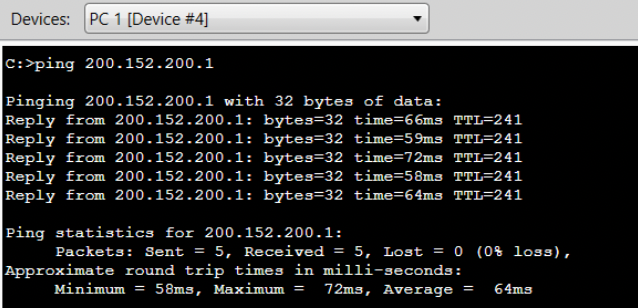 Devices: PC 1 [Device #4]
C:>ping 200.152.200.1
Pinging 200.152.200.1 with 32 bytes of data:
Reply from 200.152.200.1: bytes=32 time=66ms TTL=241
Reply from 200.152.200.1: bytes=32 time=59ms TTL=241
Reply from 200.152.200.1: bytes=32 time=72ms TTL=241
Reply from 200.152.200.1: bytes=32 time=58ms TTL=241
Reply from 200.152.200.1: bytes=32 time=64ms TTL=241
Ping statistics for 200.152.200.1:
Packets: Sent = 5, Received = 5, Lost = 0 (0% loss),
Approximate round trip times in milli-seconds:
Minimum = 58ms, Maximum = 72ms, Average = 64ms